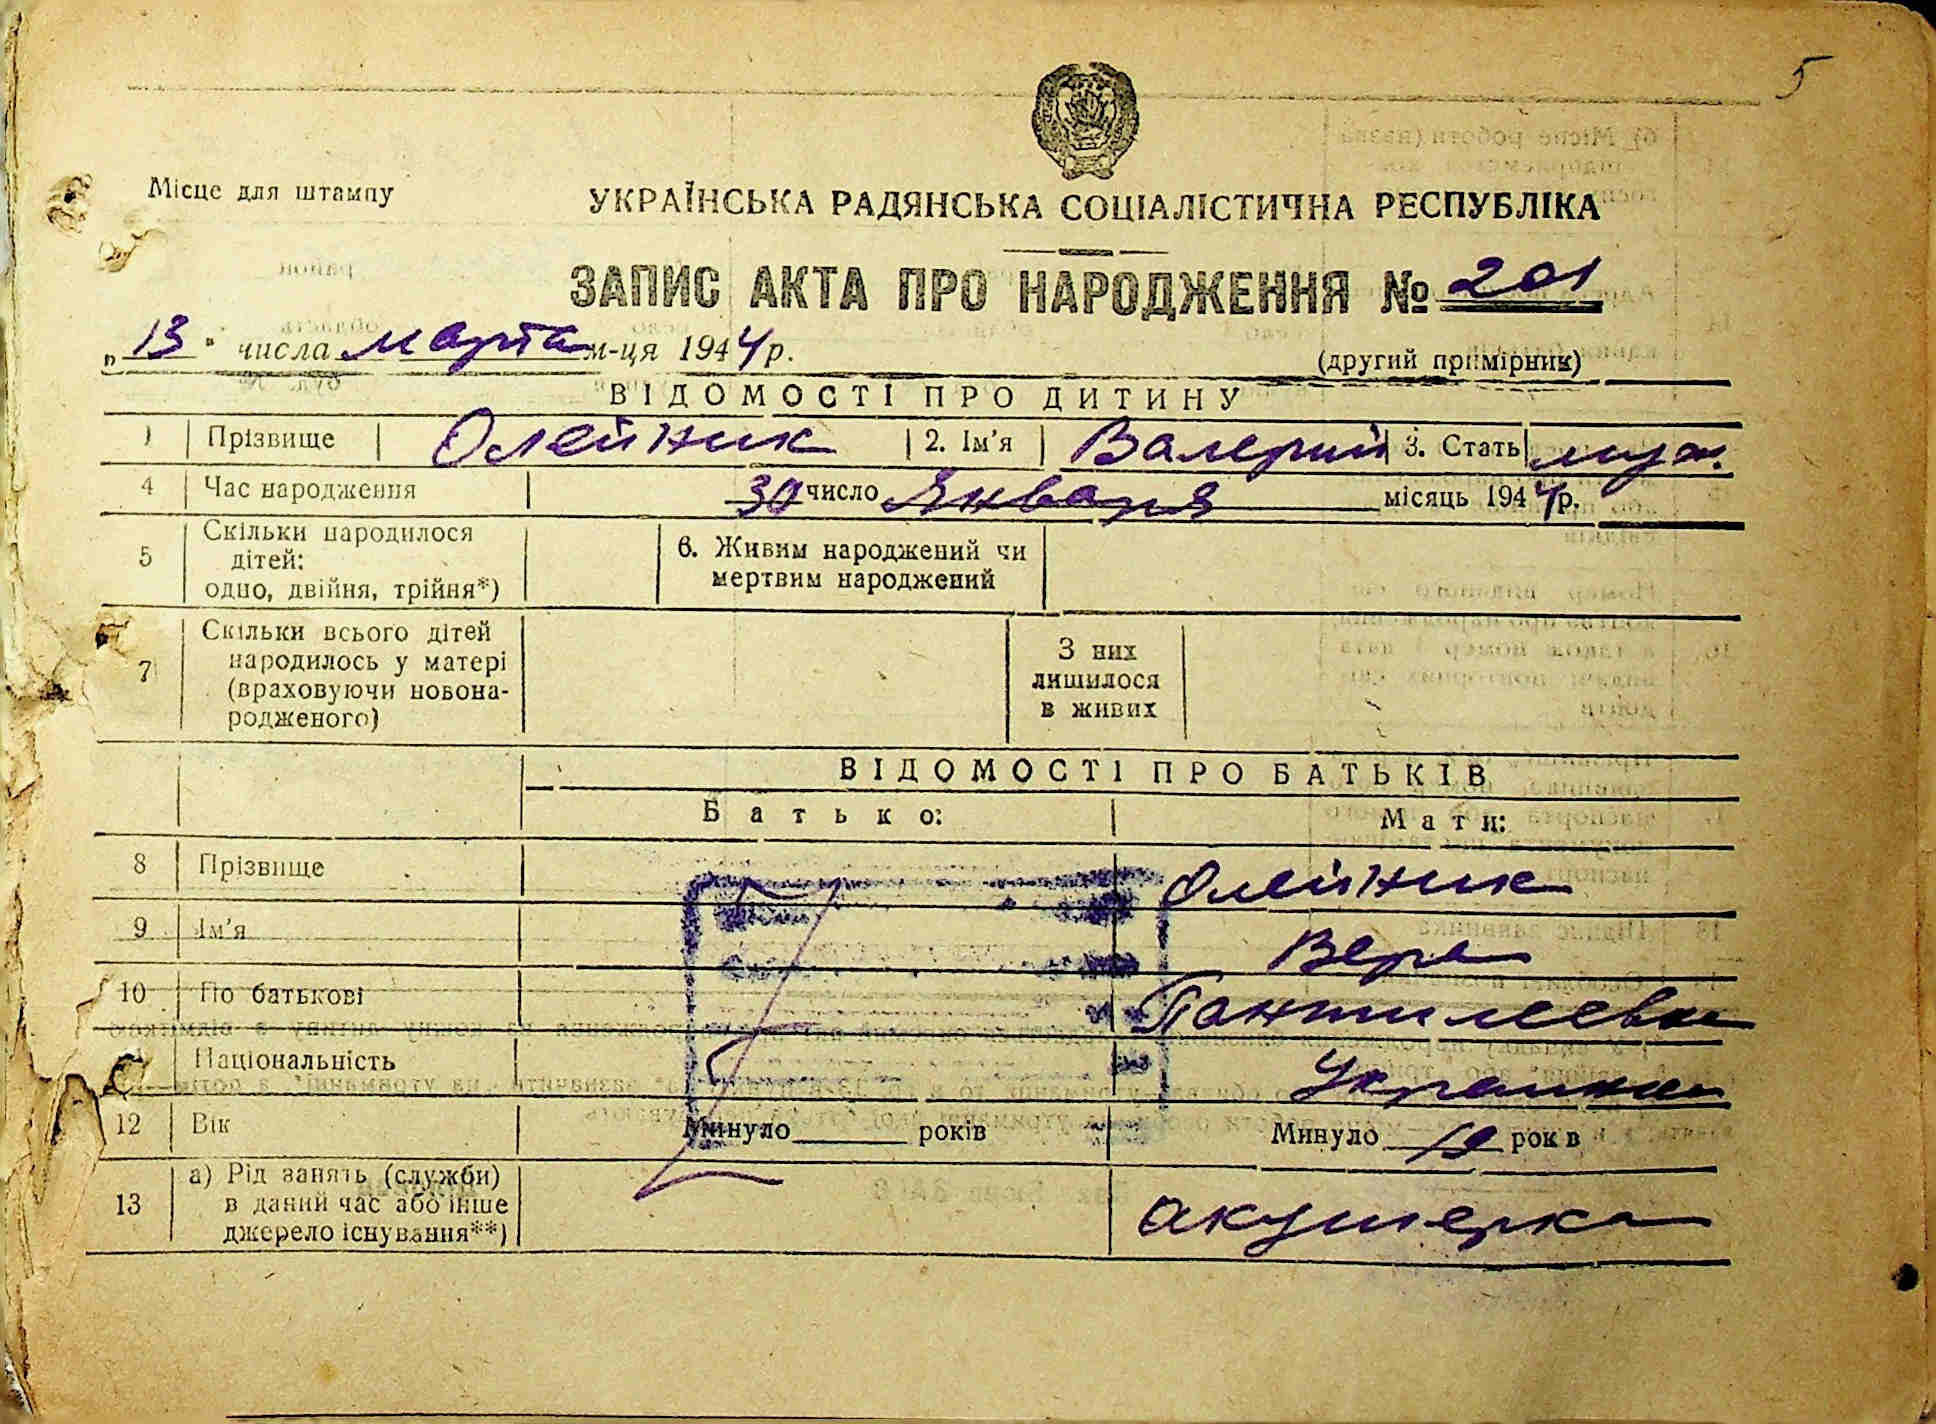 5
Місце для штампу
УКРАЇНСЬКА РАДЯНСЬКА СОЦІАЛІСТИЧНА РЕСПУБЛІКА
ЗАПИС АКТА ПРО НАРОДЖЕННЯ № 201
„ 13 " числа марта м-ця 1944 р.
(другий примірник)
ВІДОМОСТІ ПРО ДИТИНУ
1 Прізвище Олейник 2. Ім'я Валерий 3. Стать муж.
4 Час народження 30 число Января місяць 1944 р.
5 Скільки народилося
дітей:
одно, двійня, трійня*)
6. Живим народжений чи
мертвим народжений
7 Скільки всього дітей
народилось у матері
(враховуючи новона-
родженого)
З них
лишилося
в живих
ВІДОМОСТІ ПРО БАТЬКІВ
Батько: Мати:
8 Прізвище Олейник
9 Ім'я Вера
10 По батькові Пантилеевна
Національність Украинка
12 Вік Минуло років Минуло 19 рок в
13 а) Рід занять (служби)
в даний час або інше
джерело існування**)
акушерка